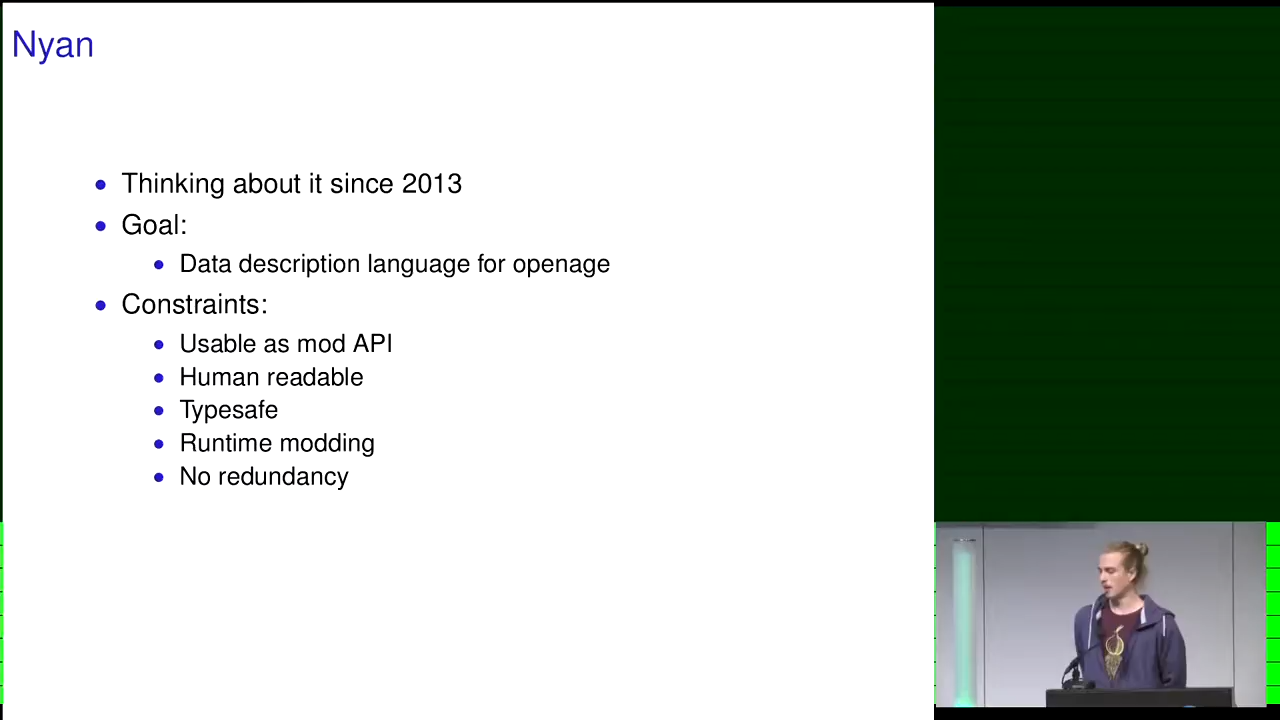 Nyan
Thinking about it since 2013
Goal:
Data description language for openage
Constraints:
Usable as mod API
Human readable
Typesafe
Runtime modding
No redundancy